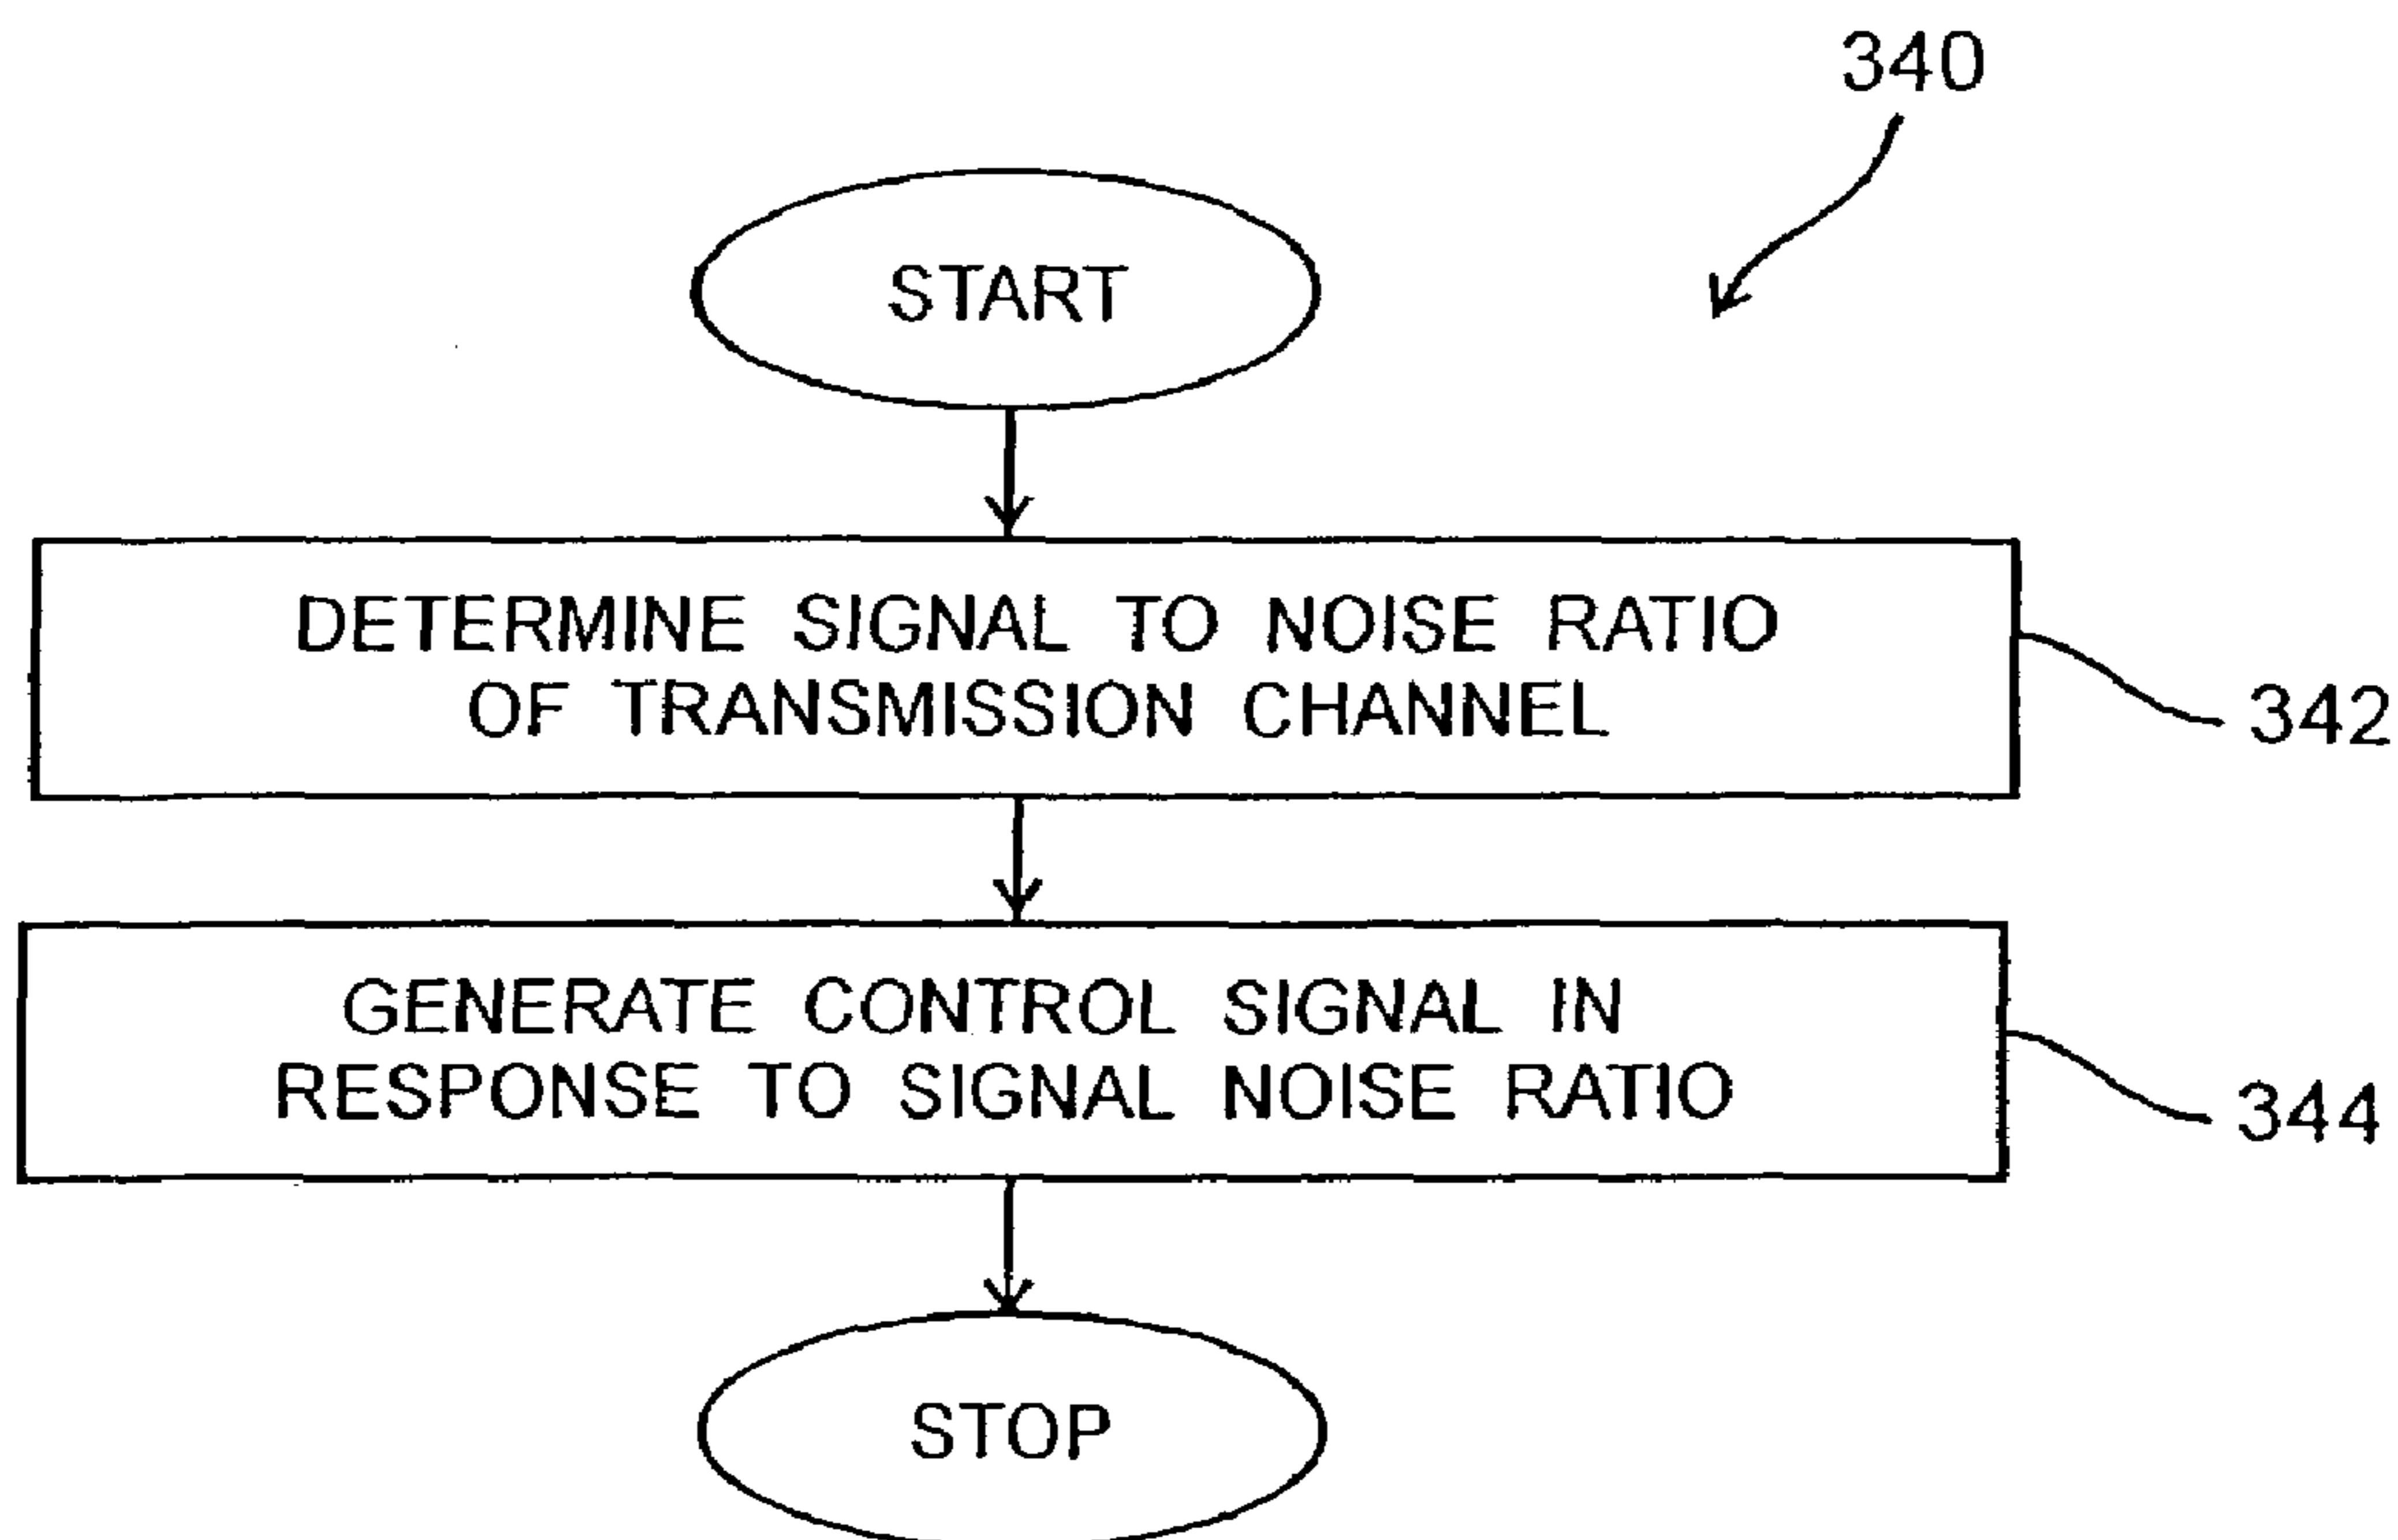 340
START
DETERMINE SIGNAL TO NOISE RATIO
OF TRANSMISSION CHANNEL
342
GENERATE CONTROL SIGNAL IN
RESPONSE TO SIGNAL NOISE RATIO
344
STOP